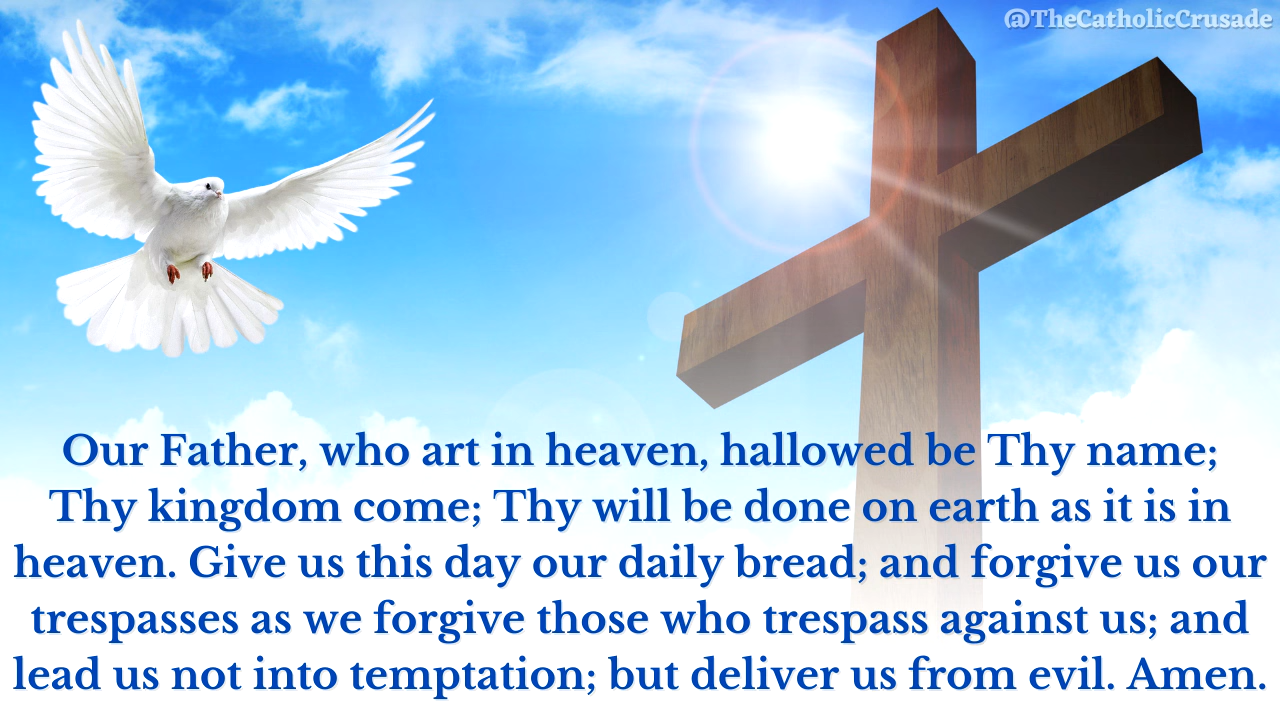 @TheCatholicCrusade
Our Father, who art in heaven, hallowed be Thy name;
Thy kingdom come; Thy will be done on earth as it is in
heaven. Give us this day our daily bread; and forgive us our
trespasses as we forgive those who trespass against us; and
lead us not into temptation; but deliver us from evil. Amen.